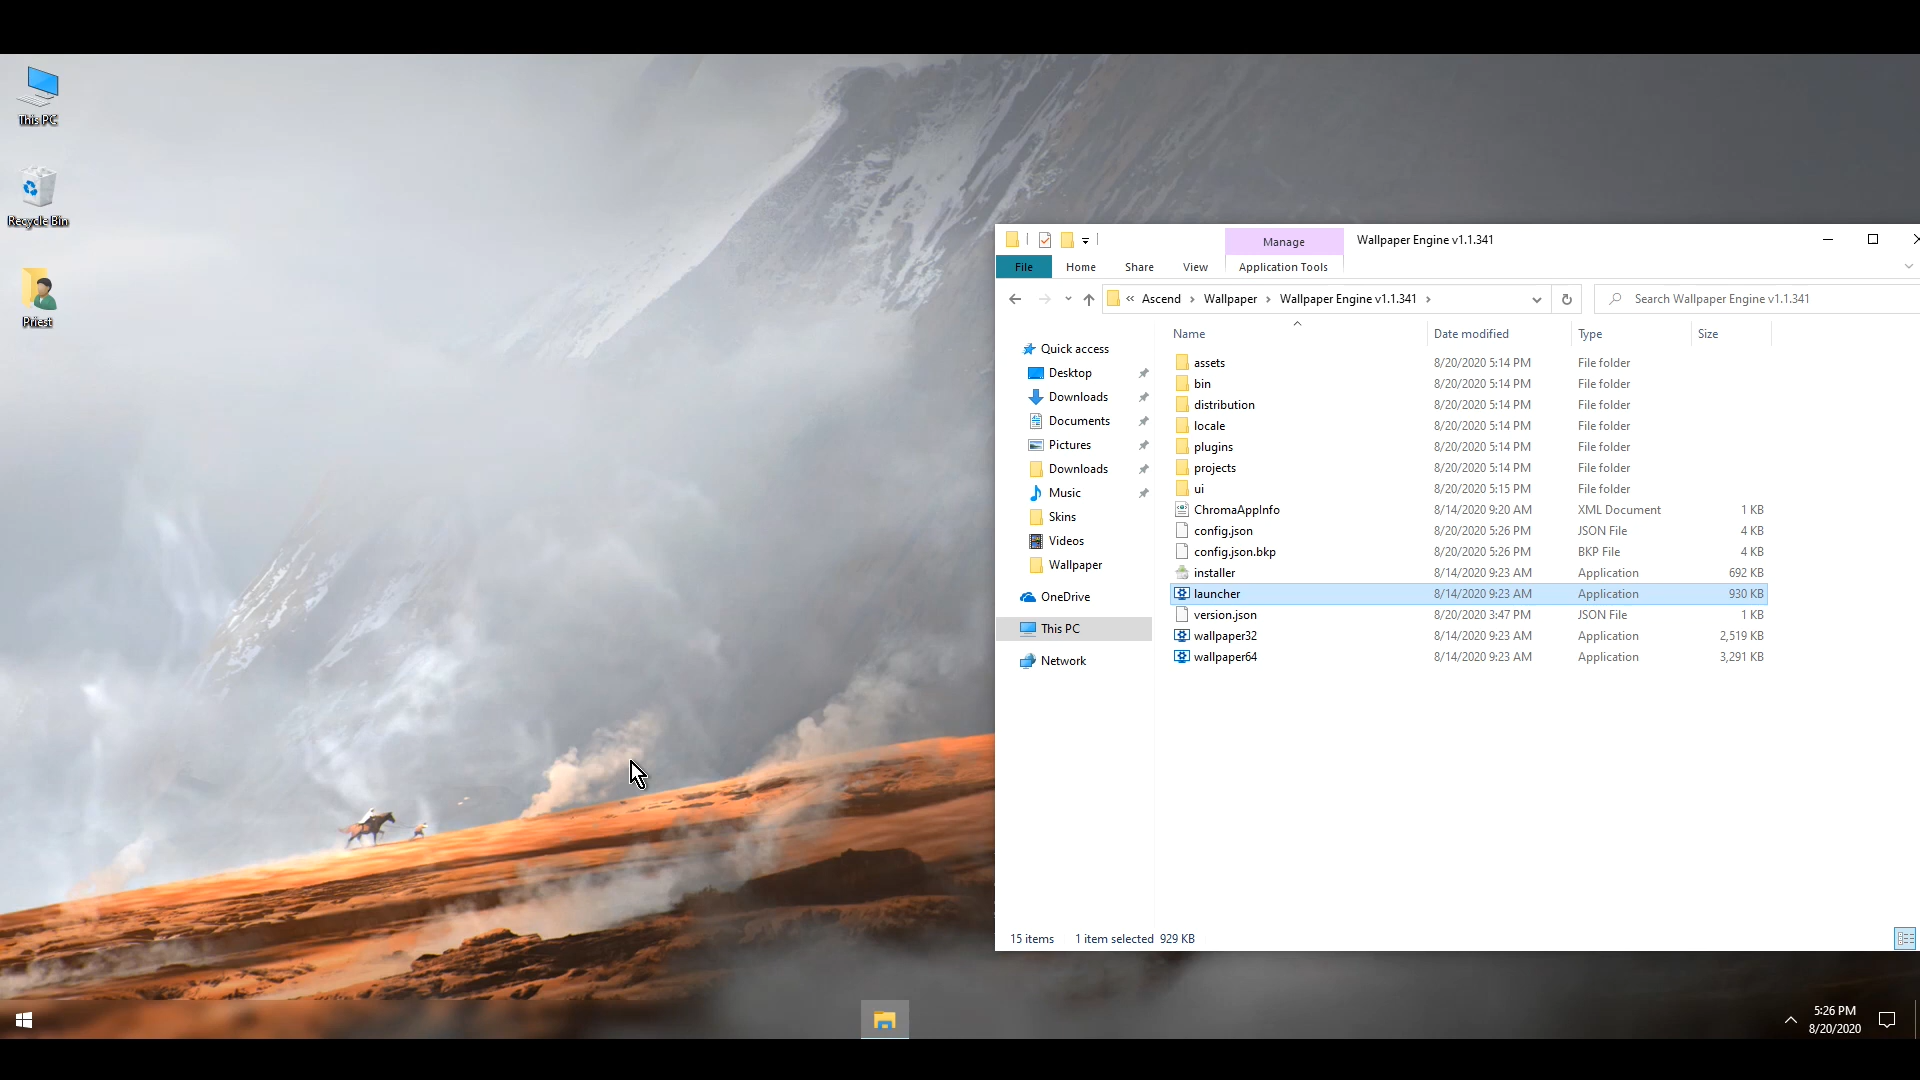 This PC
Recycle Bin
Priest
Manage
Wallpaper Engine v1.1.341
File
Home
Share
View
Application Tools
« Ascend › Wallpaper › Wallpaper Engine v1.1.341 ›
Search Wallpaper Engine v1.1.341
Quick access
Desktop
Downloads
Documents
Pictures
Downloads
Music
Skins
Videos
Wallpaper
OneDrive
This PC
Network
Name Date modified Type Size
assets 8/20/2020 5:14 PM File folder
bin 8/20/2020 5:14 PM File folder
distribution 8/20/2020 5:14 PM File folder
locale 8/20/2020 5:14 PM File folder
plugins 8/20/2020 5:14 PM File folder
projects 8/20/2020 5:14 PM File folder
ui 8/20/2020 5:15 PM File folder
ChromaAppInfo 8/14/2020 9:20 AM XML Document 1 KB
config.json 8/20/2020 5:26 PM JSON File 4 KB
config.json.bkp 8/20/2020 5:26 PM BKP File 4 KB
installer 8/14/2020 9:23 AM Application 692 KB
launcher 8/14/2020 9:23 AM Application 930 KB
version.json 8/20/2020 3:47 PM JSON File 1 KB
wallpaper32 8/14/2020 9:23 AM Application 2,519 KB
wallpaper64 8/14/2020 9:23 AM Application 3,291 KB
15 items 1 item selected 929 KB
5:26 PM
8/20/2020